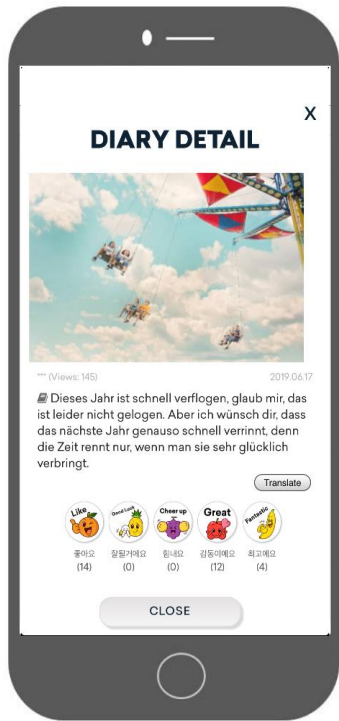 X
DIARY DETAIL
*** (Views: 145)
2019.06.17
Dieses Jahr ist schnell verflogen, glaub mir, das
ist leider nicht gelogen. Aber ich wünsch dir, dass
das nächste Jahr genauso schnell verrinnt, denn
die Zeit rennt nur, wenn man sie sehr glücklich
verbringt.
Translate
Like Good Luck Cheer up Great Fantastic
좋아요 잘될거에요 힘내요 감동이예요 최고예요
(14) (0) (0) (12) (4)
CLOSE